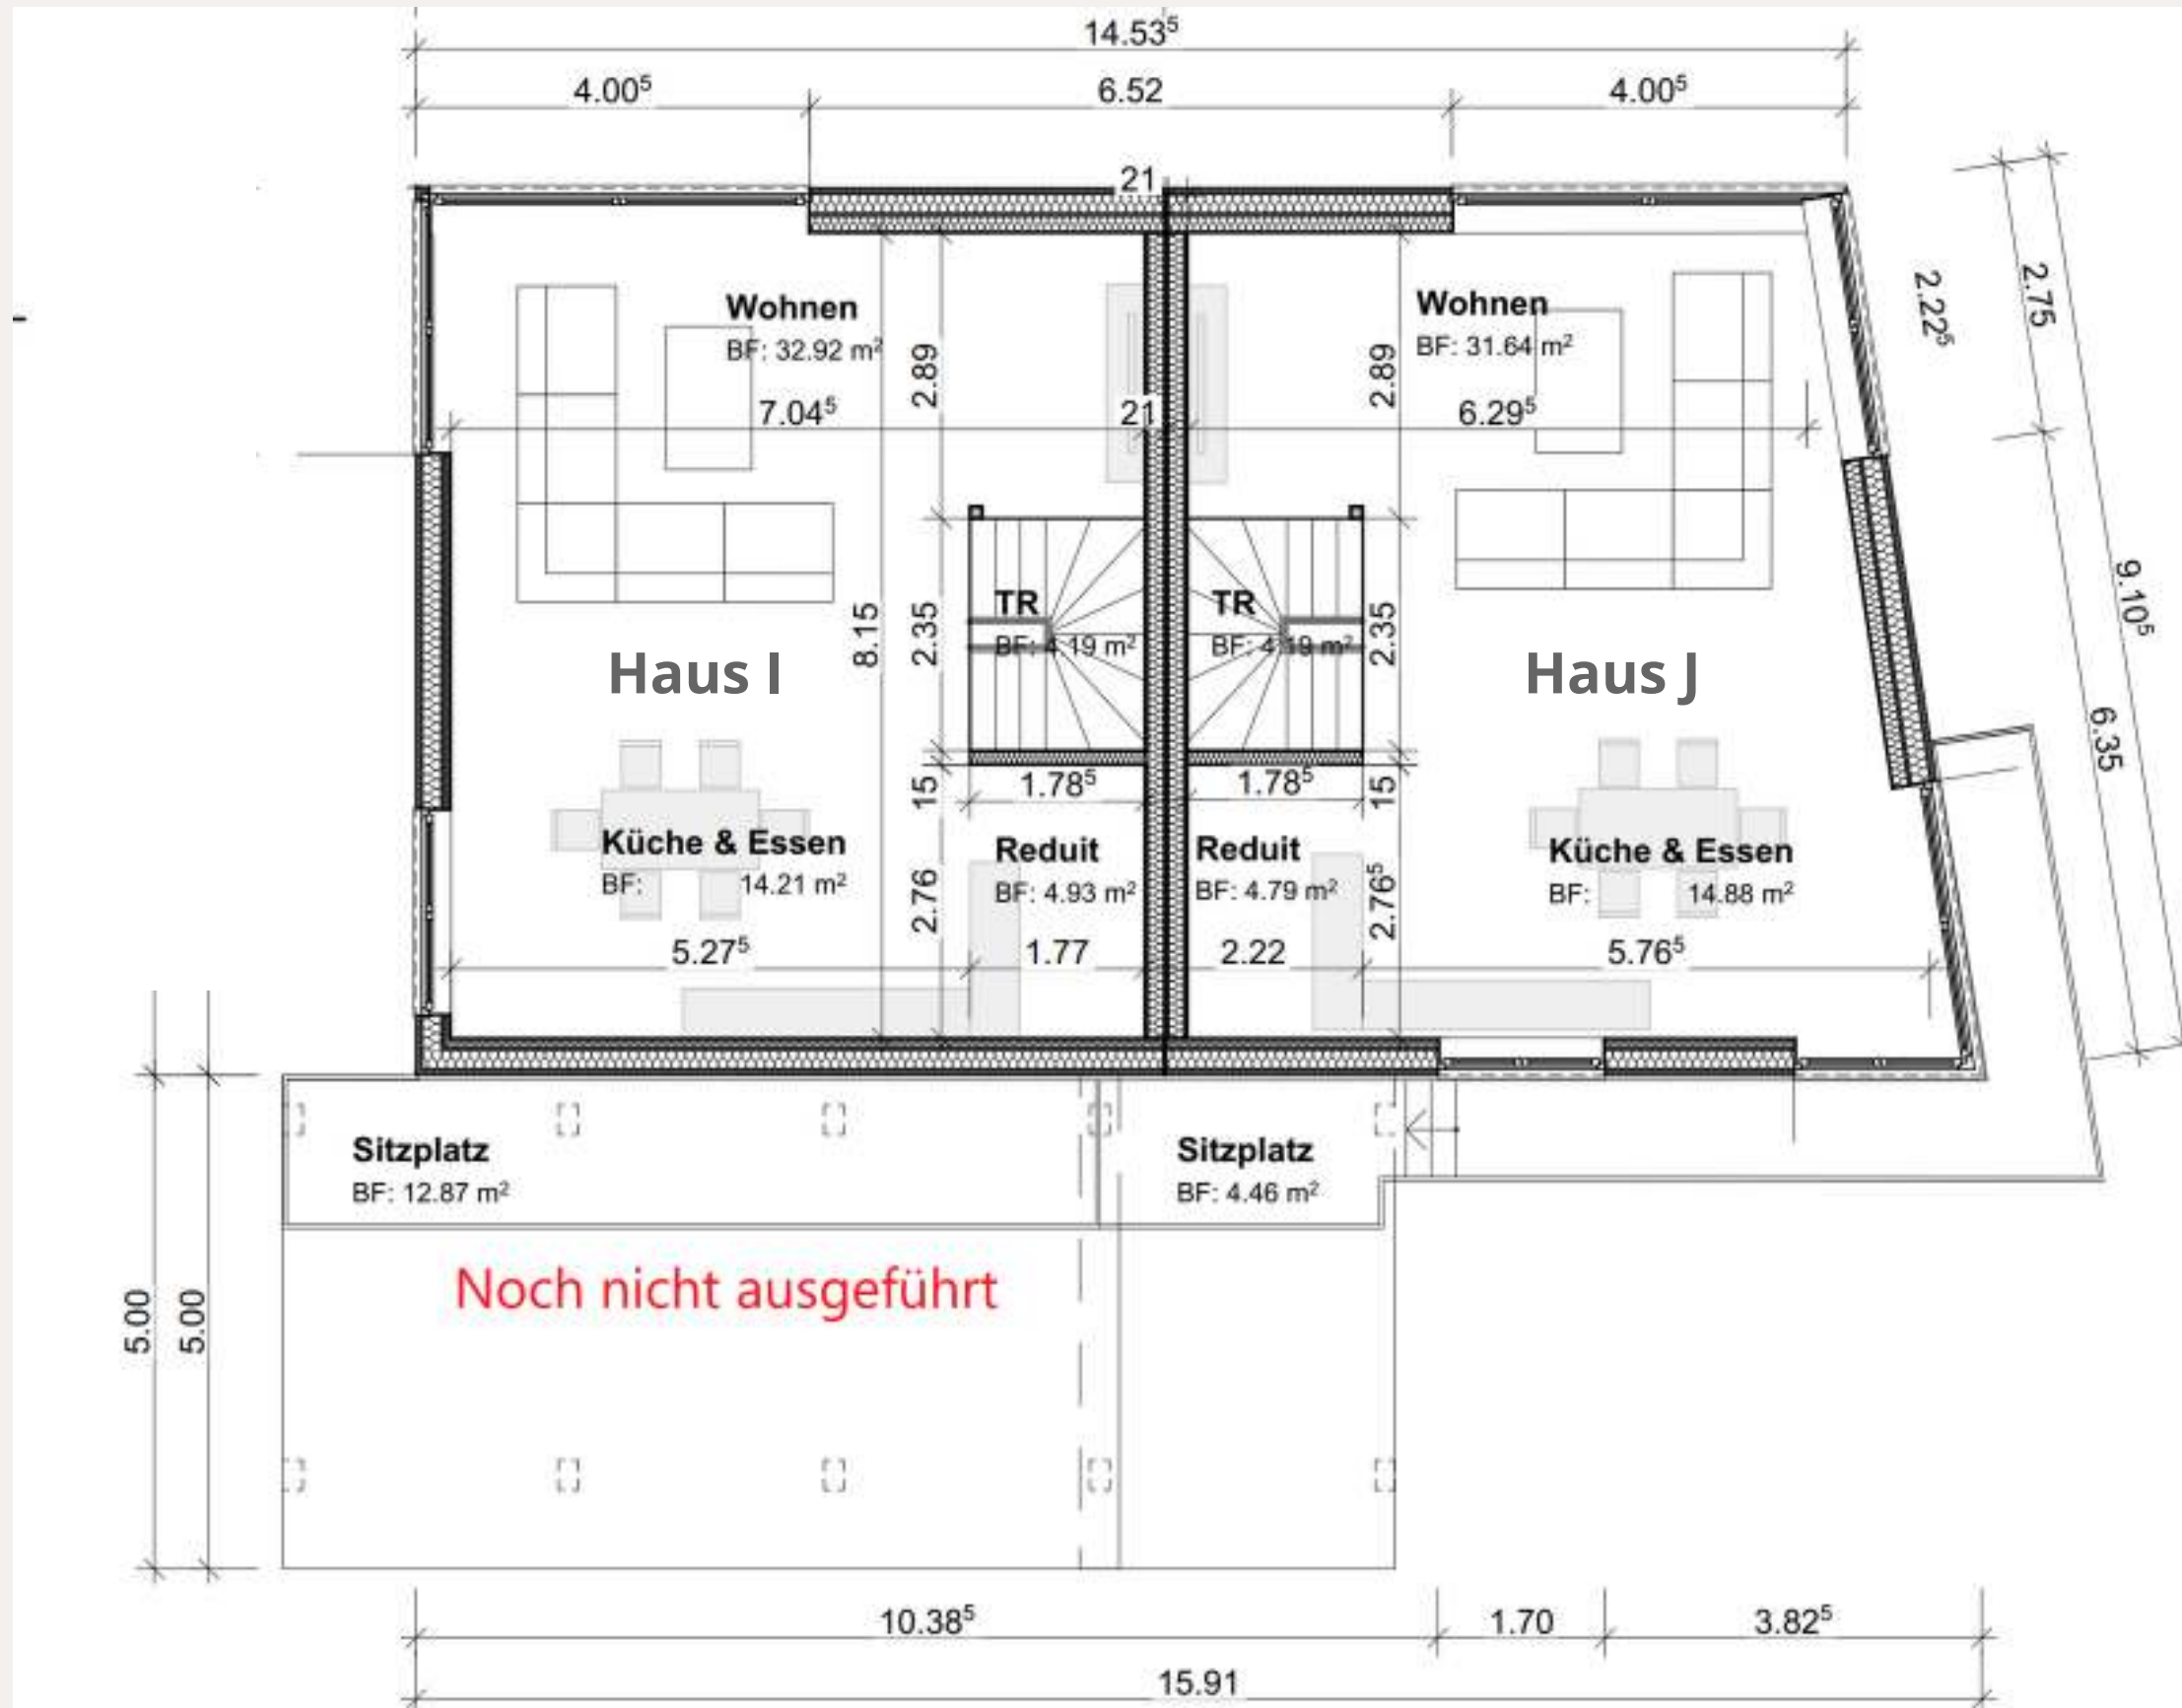 14.53⁵
4.00⁵ 6.52 4.00⁵
21
Wohnen
BF: 32.92 m²
Wohnen
BF: 31.64 m²
2.89
2.89
2.22⁵
2.75
7.04⁵ 21 6.29⁵
TR
BF: 4.19 m²
TR
BF: 4.19 m²
8.15
2.35
2.35
9.10⁵
6.35
Haus I
Haus J
15
1.78⁵ 1.78⁵
15
Küche & Essen
BF: 14.21 m²
Reduit
BF: 4.93 m²
Reduit
BF: 4.79 m²
Küche & Essen
BF: 14.88 m²
2.76
2.76⁵
5.27⁵ 1.77 2.22 5.76⁵
Sitzplatz
BF: 12.87 m²
Sitzplatz
BF: 4.46 m²
Noch nicht ausgeführt
5.00
5.00
10.38⁵ 1.70 3.82⁵
15.91